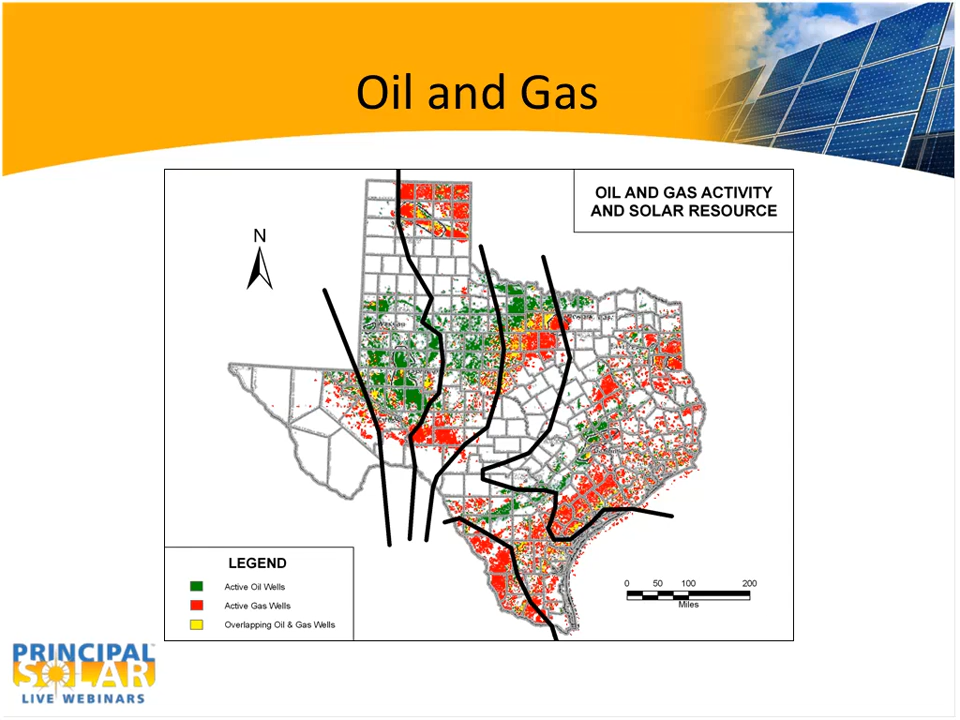 Oil and Gas
OIL AND GAS ACTIVITY
AND SOLAR RESOURCE
N
LEGEND
Active Oil Wells
Active Gas Wells
Overlapping Oil & Gas Wells
0 50 100 200
Miles
PRINCIPAL
SOLAR
LIVE WEBINARS